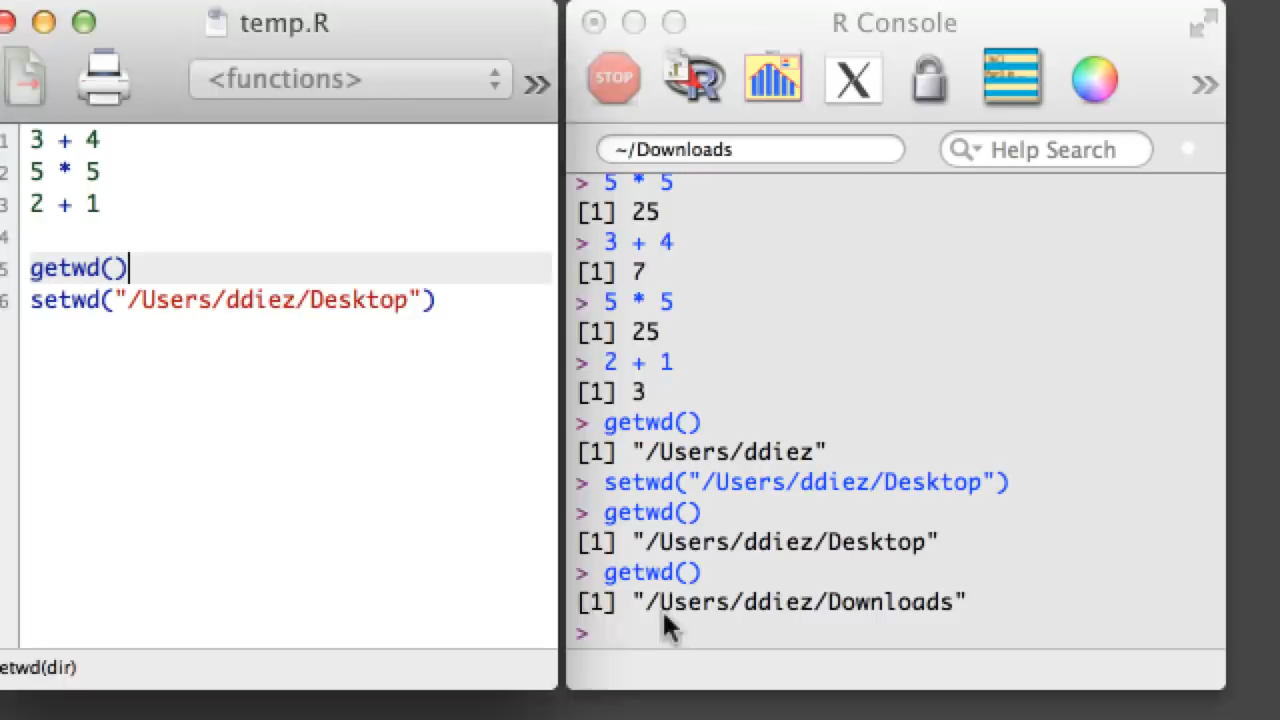 temp.R
<functions>
1 3 + 4
2 5 * 5
3 2 + 1
4
5 getwd()
6 setwd("/Users/ddiez/Desktop")
etwd(dir)
R Console
STOP
R
X
~/Downloads
Help Search
> 5 * 5
[1] 25
> 3 + 4
[1] 7
> 5 * 5
[1] 25
> 2 + 1
[1] 3
> getwd()
[1] "/Users/ddiez"
> setwd("/Users/ddiez/Desktop")
> getwd()
[1] "/Users/ddiez/Desktop"
> getwd()
[1] "/Users/ddiez/Downloads"
>